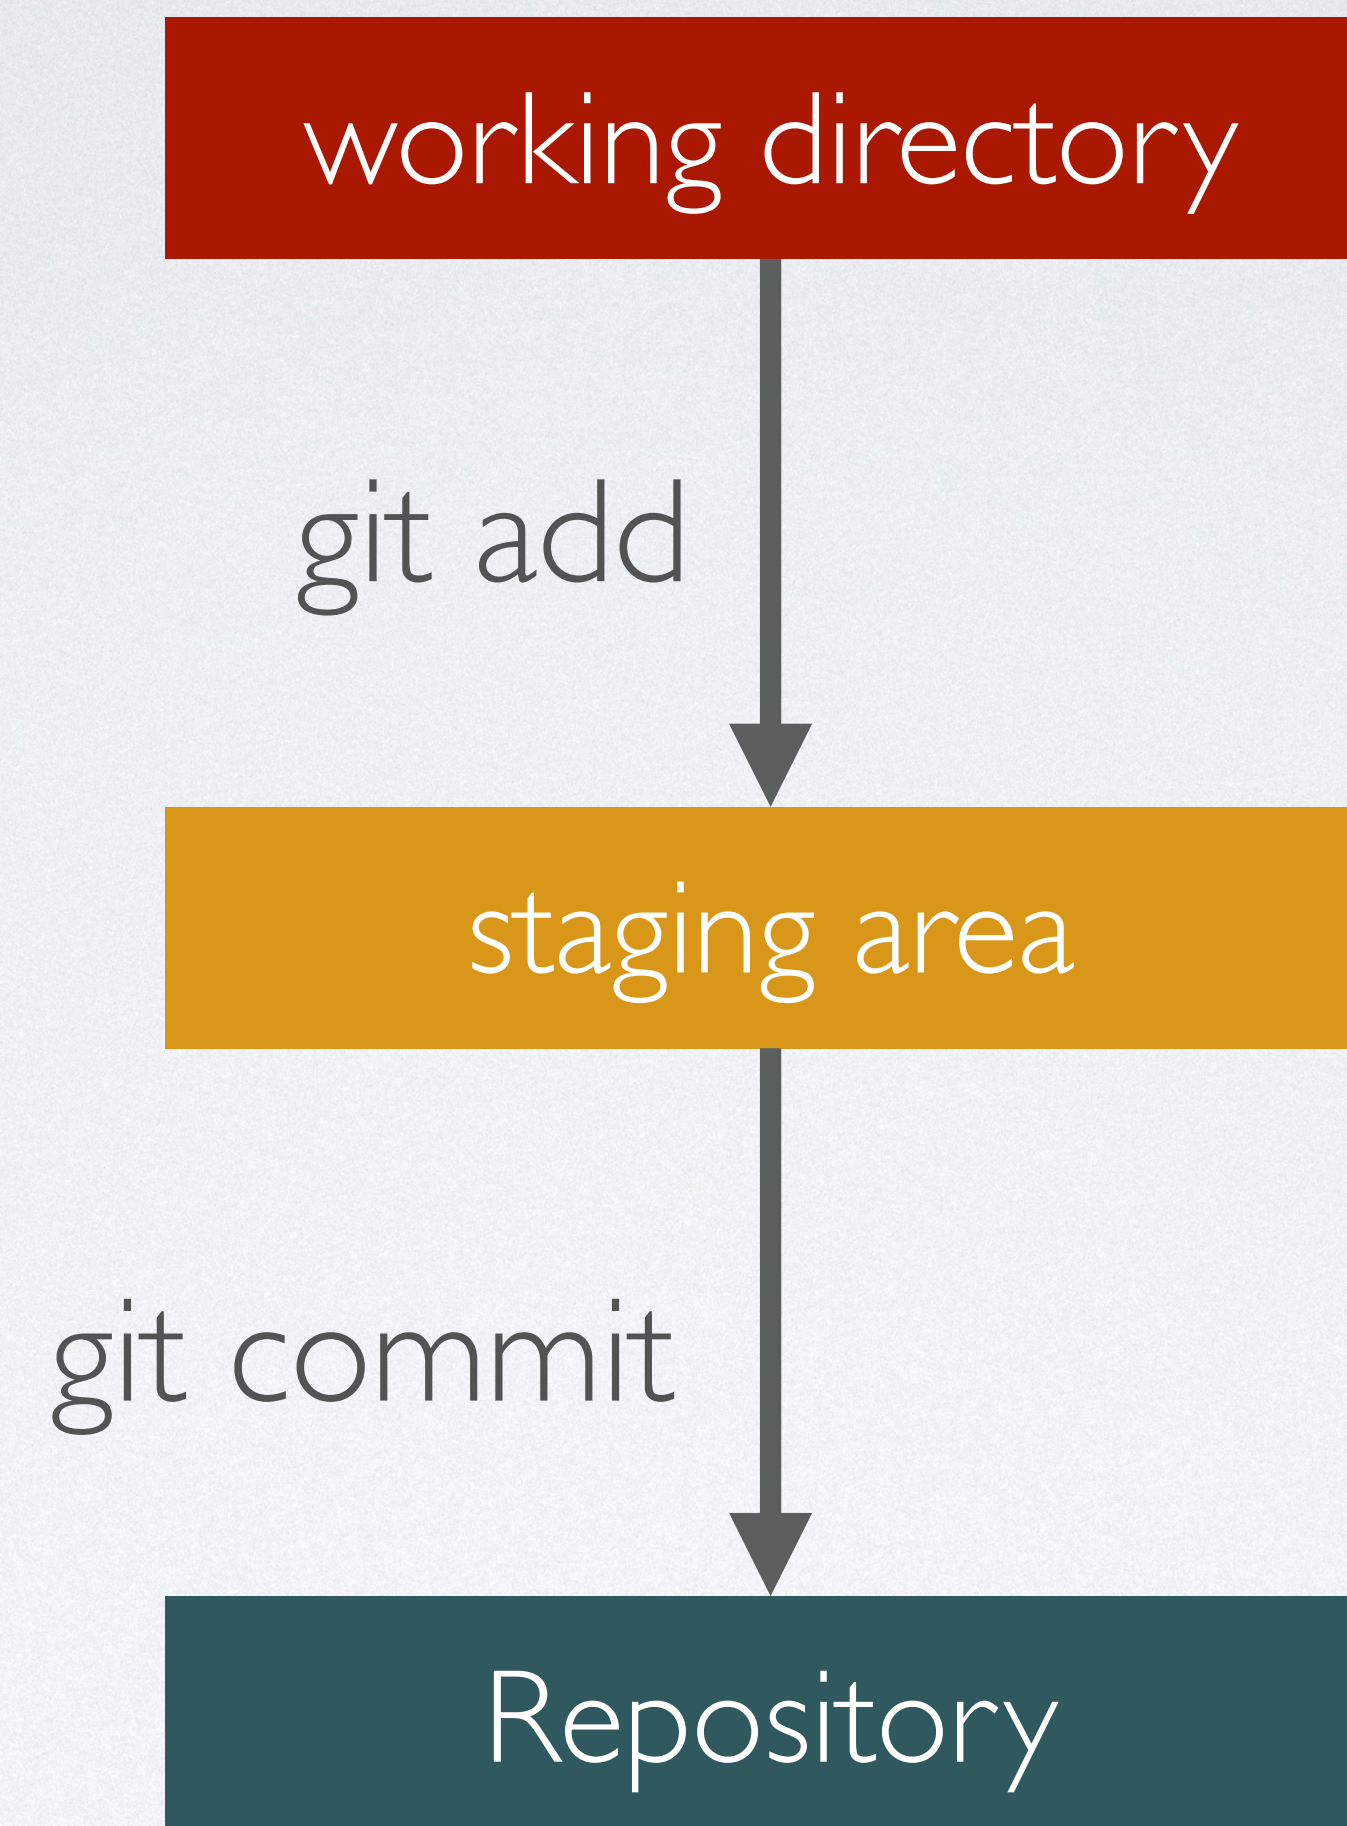 working directory
git add
staging area
git commit
Repository